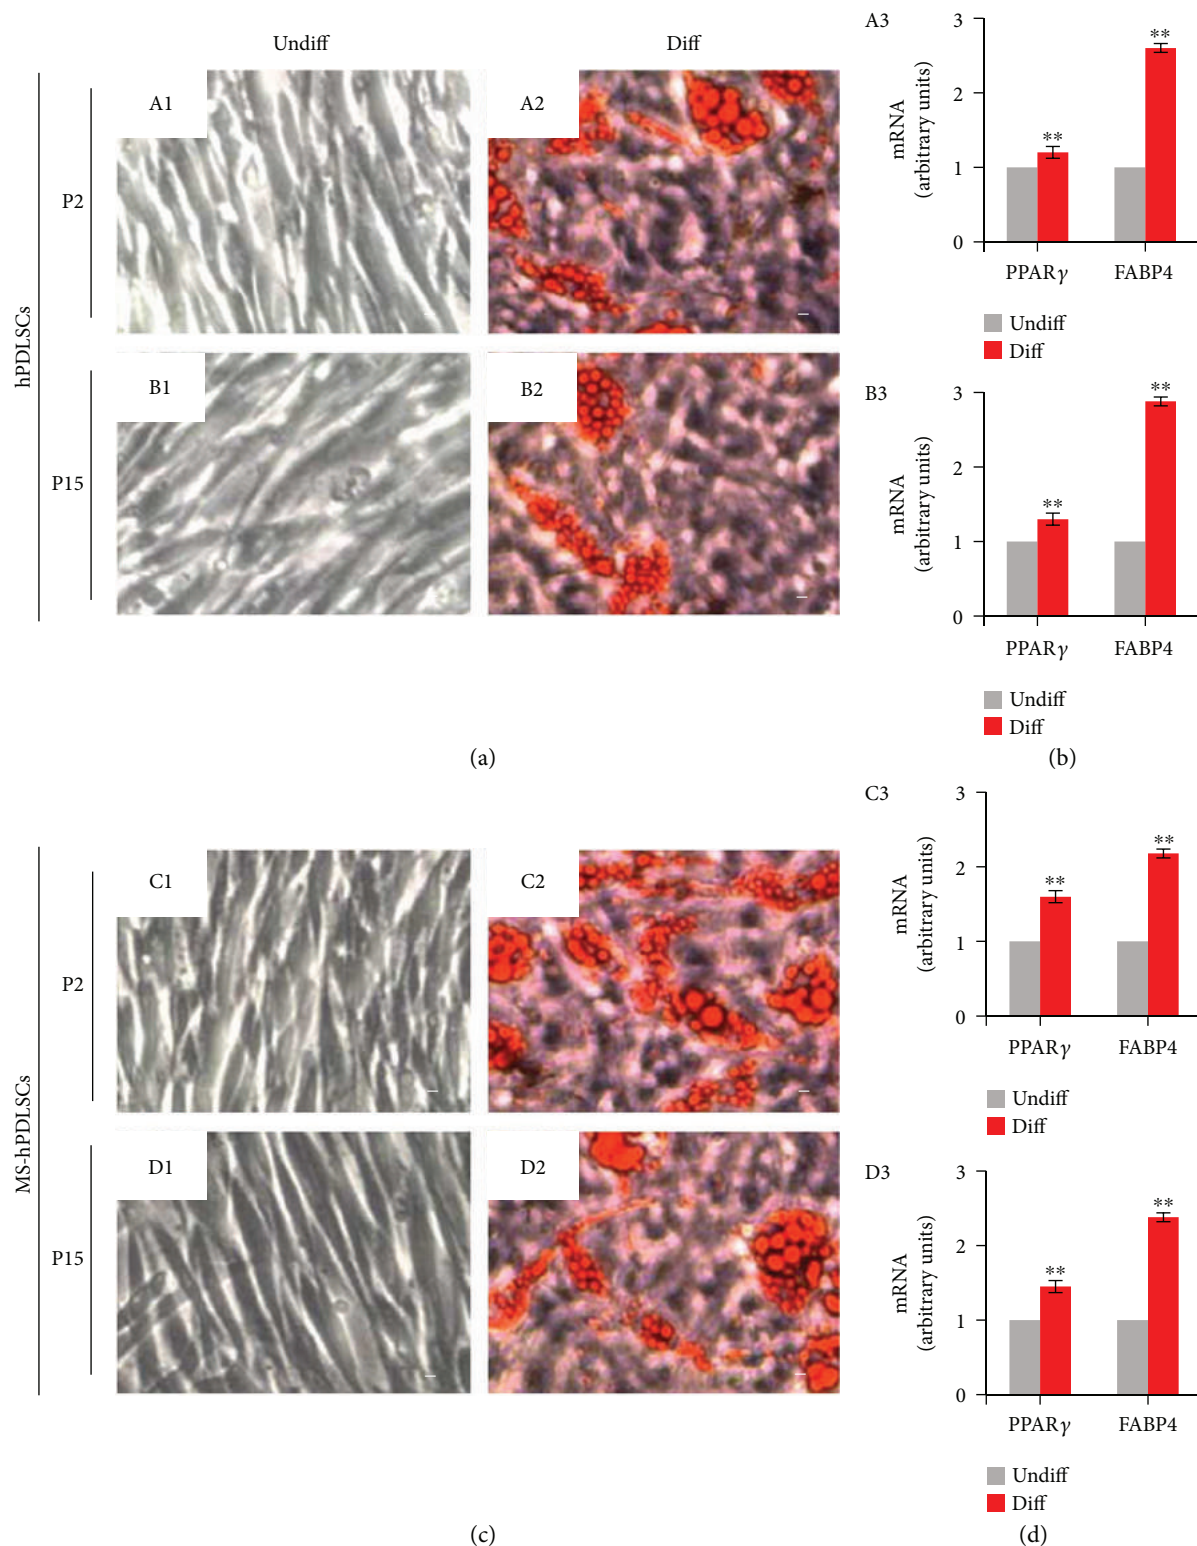 Undiff
Diff
hPDLSCs
P2
A1
A2
P15
B1
B2
(a)
A3
mRNA
(arbitrary units)
3
2
1
0
**
**
PPARγ
FABP4
Undiff
Diff
B3
mRNA
(arbitrary units)
3
2
1
0
**
**
PPARγ
FABP4
Undiff
Diff
(b)
MS-hPDLSCs
P2
C1
C2
P15
D1
D2
(c)
C3
mRNA
(arbitrary units)
3
2
1
0
**
**
PPARγ
FABP4
Undiff
Diff
D3
mRNA
(arbitrary units)
3
2
1
0
**
**
PPARγ
FABP4
Undiff
Diff
(d)